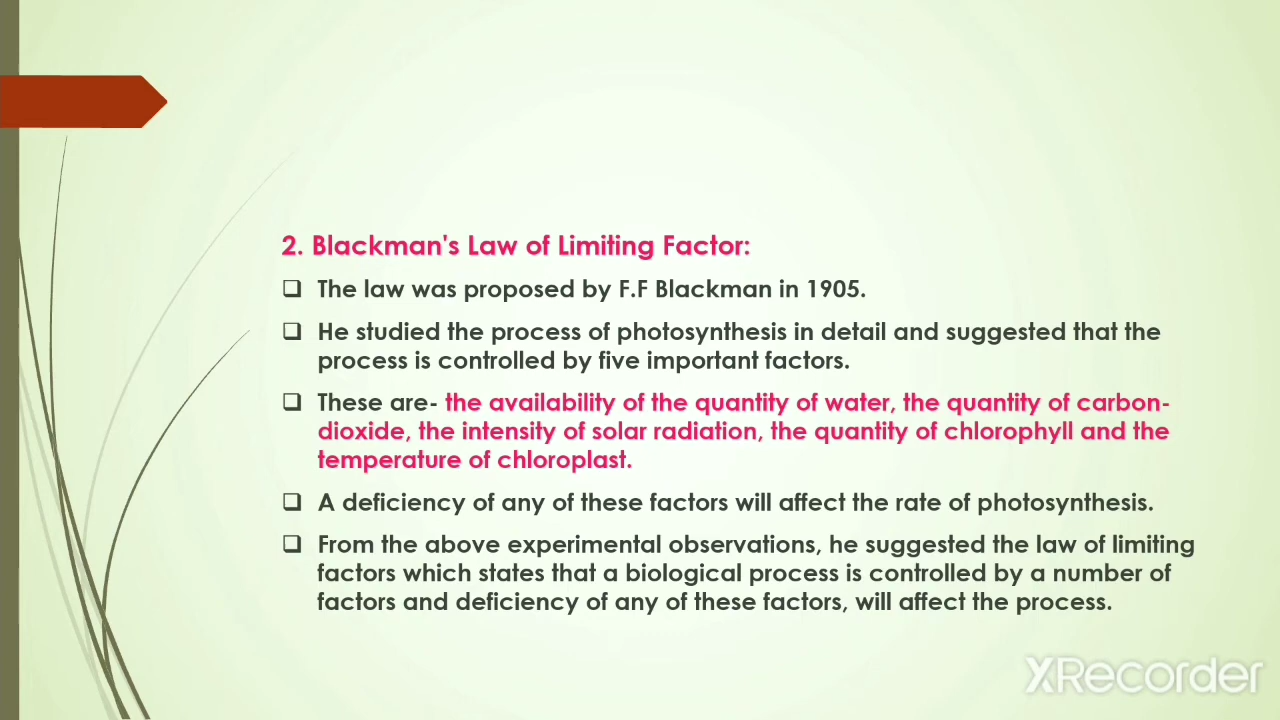 2. Blackman's Law of Limiting Factor:
❑ The law was proposed by F.F Blackman in 1905.
❑ He studied the process of photosynthesis in detail and suggested that the
process is controlled by five important factors.
❑ These are- the availability of the quantity of water, the quantity of carbon-
dioxide, the intensity of solar radiation, the quantity of chlorophyll and the
temperature of chloroplast.
❑ A deficiency of any of these factors will affect the rate of photosynthesis.
❑ From the above experimental observations, he suggested the law of limiting
factors which states that a biological process is controlled by a number of
factors and deficiency of any of these factors, will affect the process.
XRecorder